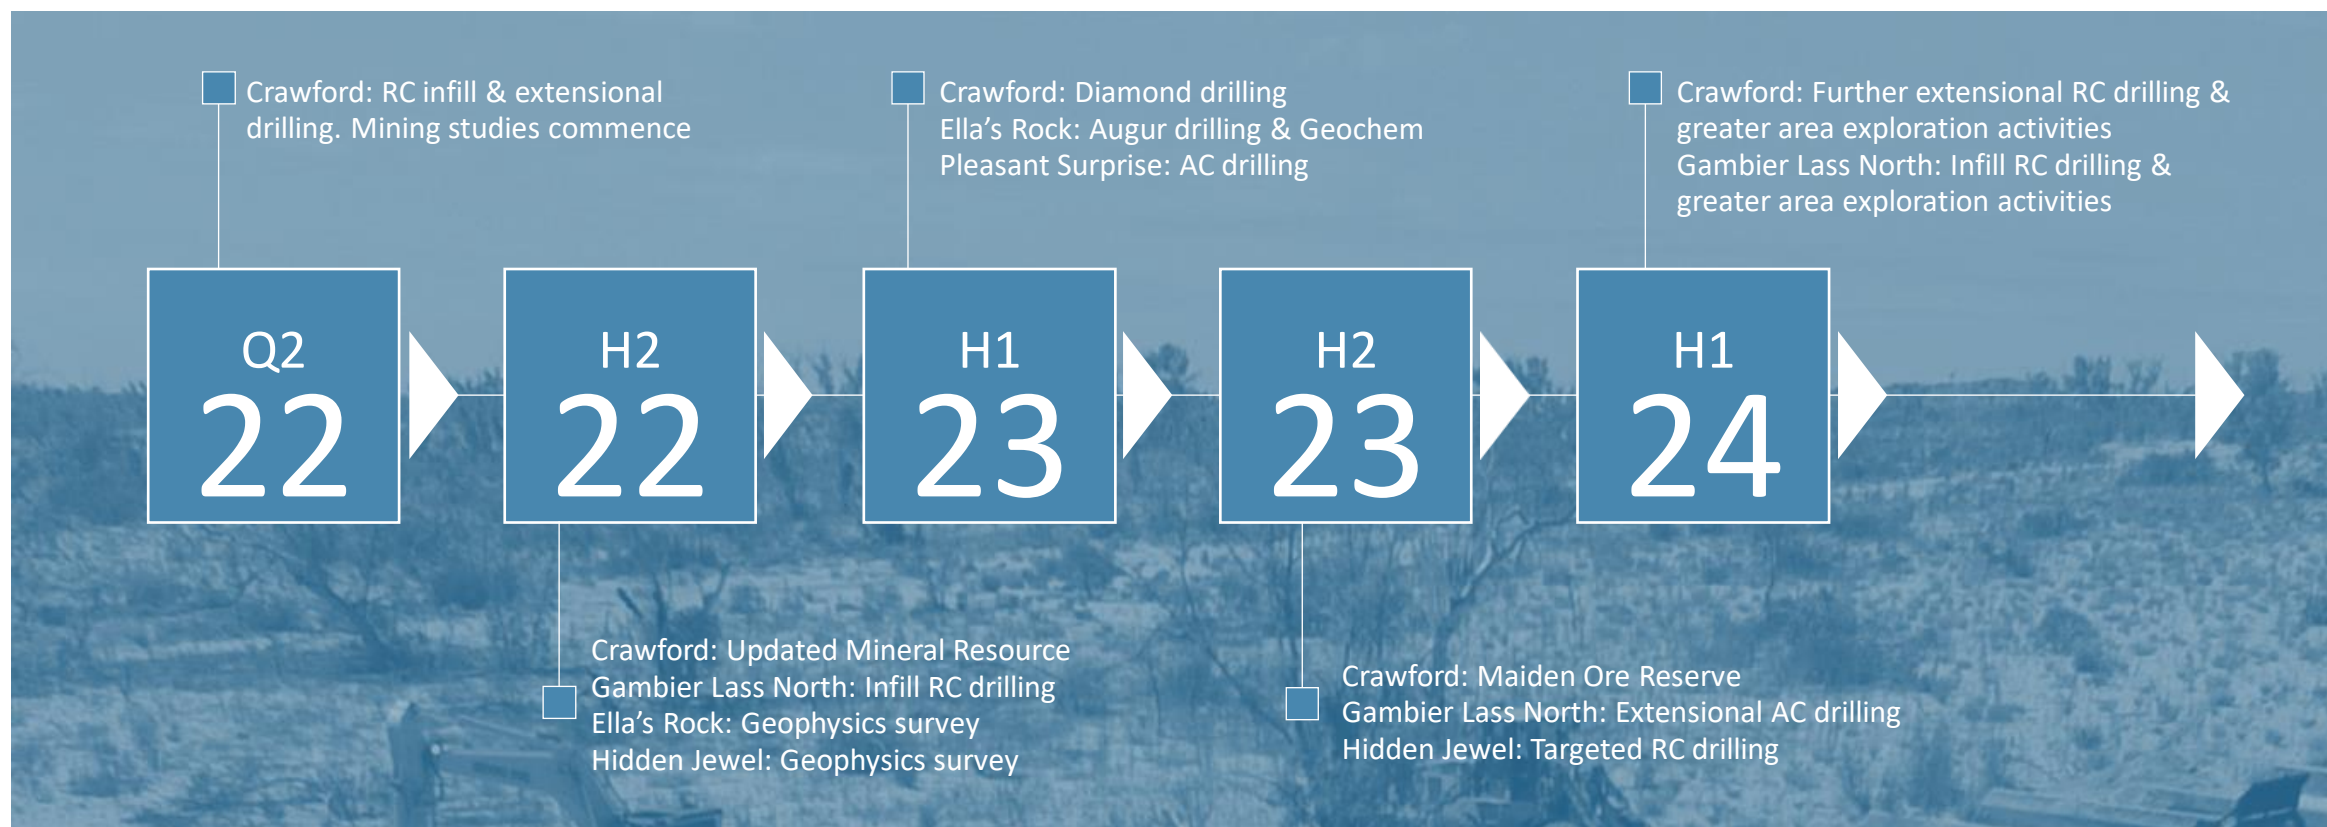 Crawford: RC infill & extensional
drilling. Mining studies commence
Crawford: Diamond drilling
Ella's Rock: Augur drilling & Geochem
Pleasant Surprise: AC drilling
Crawford: Further extensional RC drilling &
greater area exploration activities
Gambier Lass North: Infill RC drilling &
greater area exploration activities
Q2
22
H2
22
H1
23
H2
23
H1
24
Crawford: Updated Mineral Resource
Gambier Lass North: Infill RC drilling
Ella's Rock: Geophysics survey
Hidden Jewel: Geophysics survey
Crawford: Maiden Ore Reserve
Gambier Lass North: Extensional AC drilling
Hidden Jewel: Targeted RC drilling